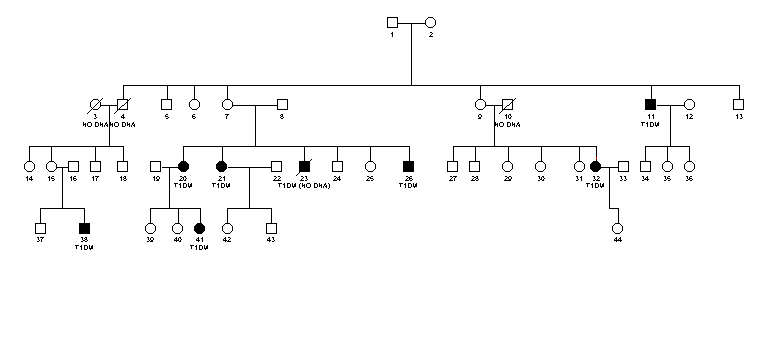 1 2
3 4 5 6 7 8 9 10 11 12 13
NO DNA NO DNA NO DNA T1DM
14 15 16 17 18 19 20 21 22 23 24 25 26 27 28 29 30 31 32 33 34 35 36
T1DM T1DM T1DM (NO DNA) T1DM T1DM
37 38 39 40 41 42 43 44
T1DM T1DM